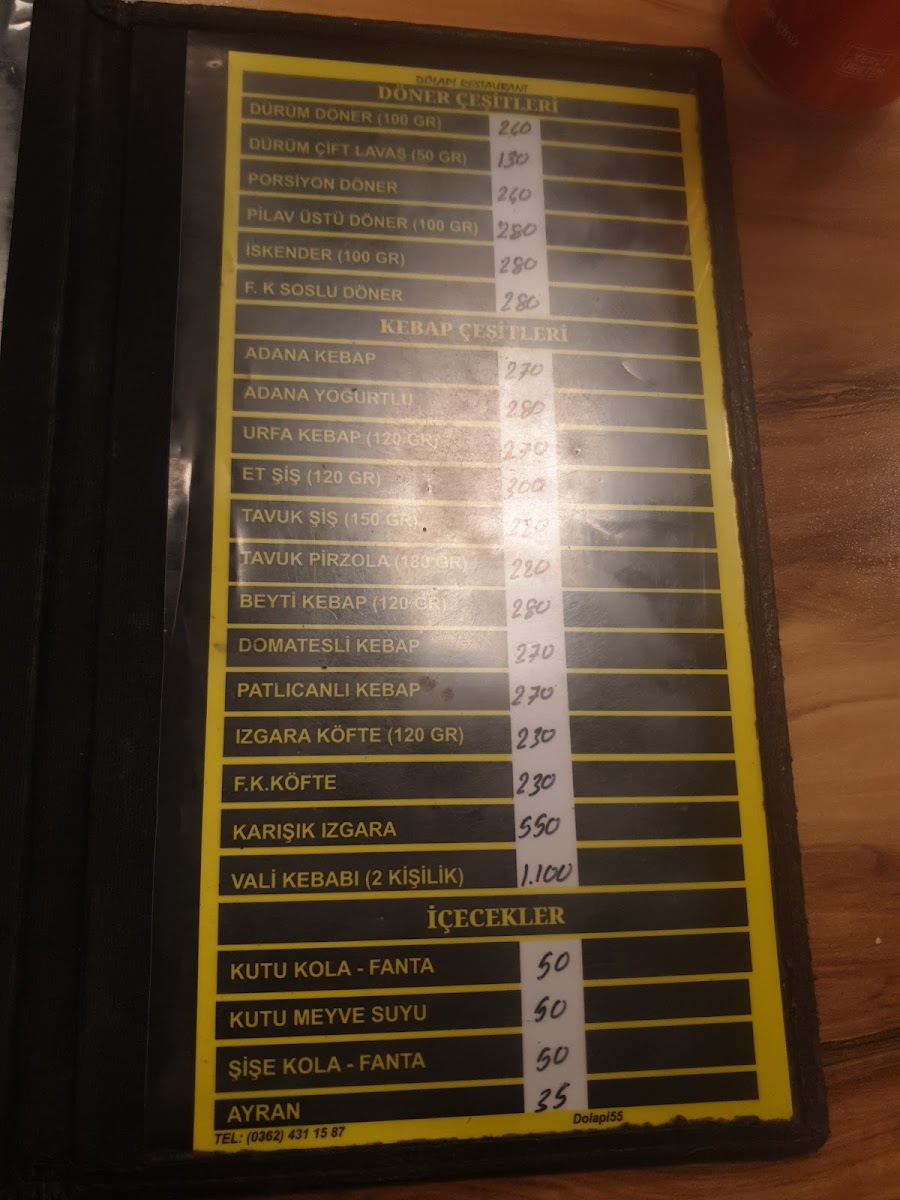 DOLAPİ RESTAURANT
DÖNER ÇEŞİTLERİ
DÜRÜM DÖNER (100 GR) 240
DÜRÜM ÇİFT LAVAŞ (50 GR) 130
PORSİYON DÖNER 240
PİLAV ÜSTÜ DÖNER (100 GR) 280
İSKENDER (100 GR) 280
F. K SOSLU DÖNER 280
KEBAP ÇEŞİTLERİ
ADANA KEBAP 270
ADANA YOĞURTLU 280
URFA KEBAP (120 GR) 270
ET ŞİŞ (120 GR) 300
TAVUK ŞİŞ (150 GR)
TAVUK PİRZOLA (180 GR) 220
BEYTİ KEBAP (120 GR) 280
DOMATESLİ KEBAP 270
PATLICANLI KEBAP 270
IZGARA KÖFTE (120 GR) 230
F.K.KÖFTE 230
KARIŞIK IZGARA 550
VALİ KEBABI (2 KİŞİLİK) 1.100
İÇECEKLER
KUTU KOLA - FANTA 50
KUTU MEYVE SUYU 50
ŞİŞE KOLA - FANTA 50
AYRAN 35
TEL: (0362) 431 15 87 Dolapi55